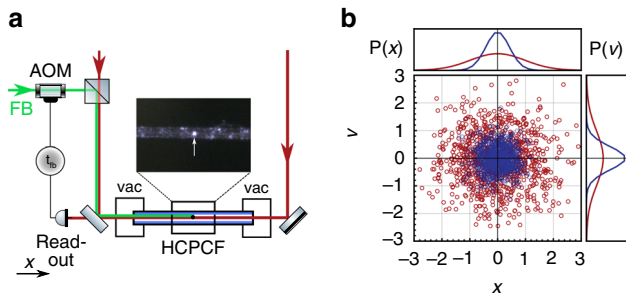 a
AOM
FB
t_fb
vac
vac
Read-
out
HCPCF
x
b
P(x)
P(v)
v
3
2
1
0
−1
−2
−3
−3 −2 −1 0 1 2 3
x